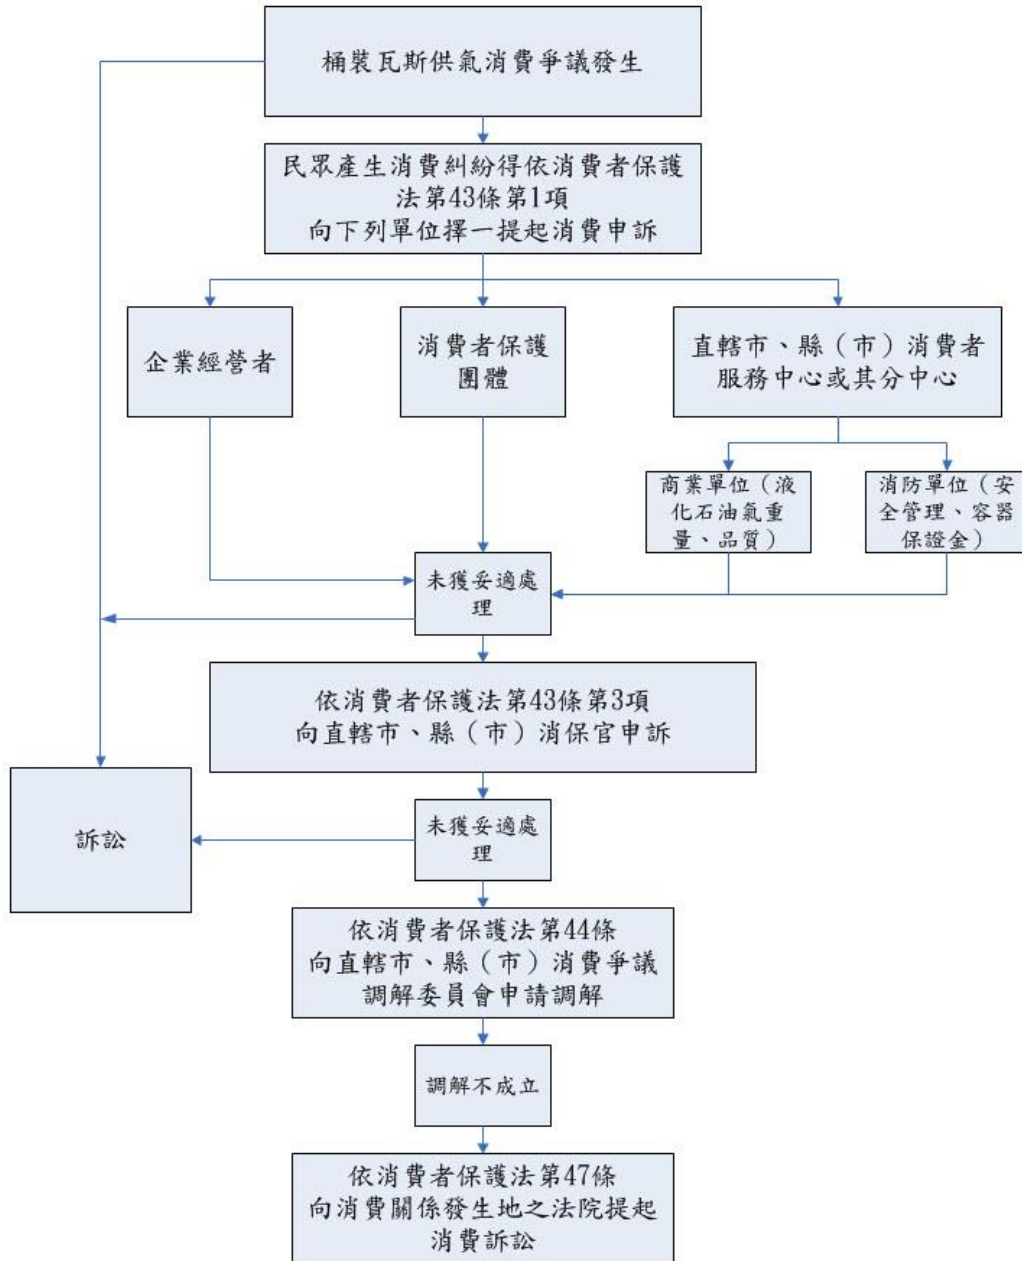 桶裝瓦斯供氣消費爭議發生
民眾產生消費糾紛得依消費者保護
法第43條第1項
向下列單位擇一提起消費申訴
企業經營者
消費者保護
團體
直轄市、縣（市）消費者
服務中心或其分中心
商業單位（液
化石油氣重
量、品質）
消防單位（安
全管理、容器
保證金）
未獲妥適處
理
依消費者保護法第43條第3項
向直轄市、縣（市）消保官申訴
訴訟
未獲妥適處
理
依消費者保護法第44條
向直轄市、縣（市）消費爭議
調解委員會申請調解
調解不成立
依消費者保護法第47條
向消費關係發生地之法院提起
消費訴訟